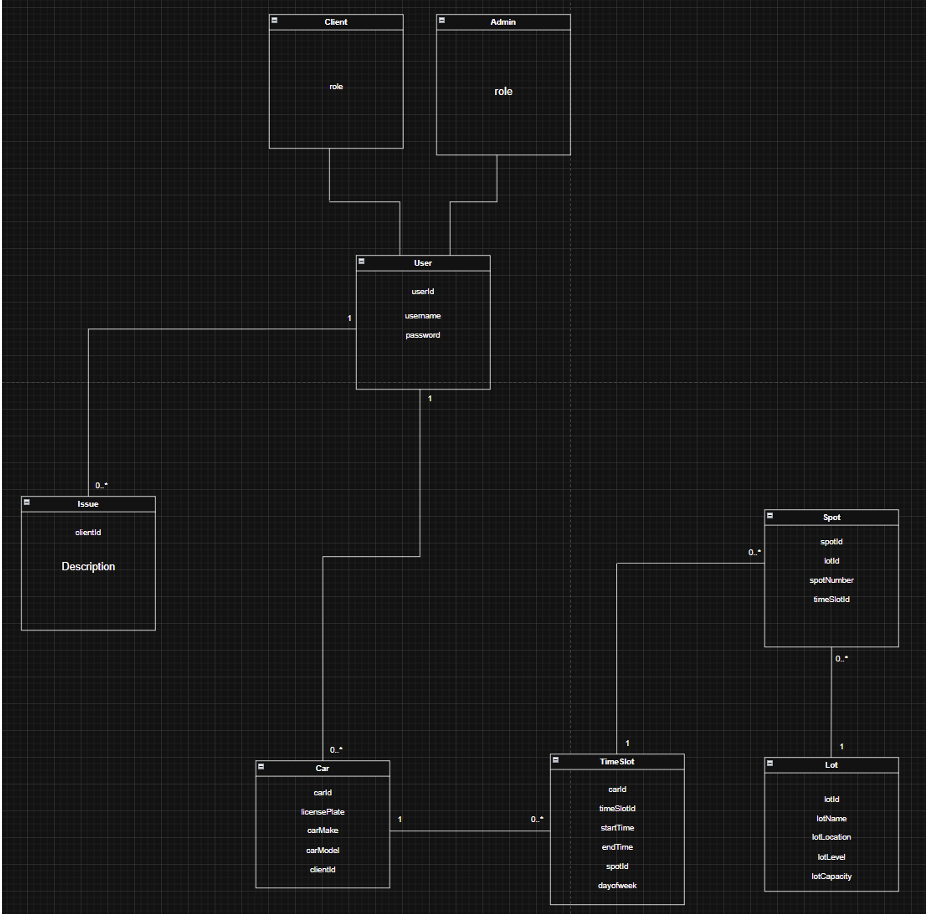 Client
role
Admin
role
User
userId
username
password
1
1
0..*
Issue
clientId
Description
Spot
spotId
lotId
spotNumber
timeSlotId
0..*
0..*
1
1
Lot
lotId
lotName
lotLocation
lotLevel
lotCapacity
0..*
Car
carId
licensePlate
carMake
carModel
clientId
1
0..*
TimeSlot
carId
timeSlotId
startTime
endTime
spotId
dayofweek